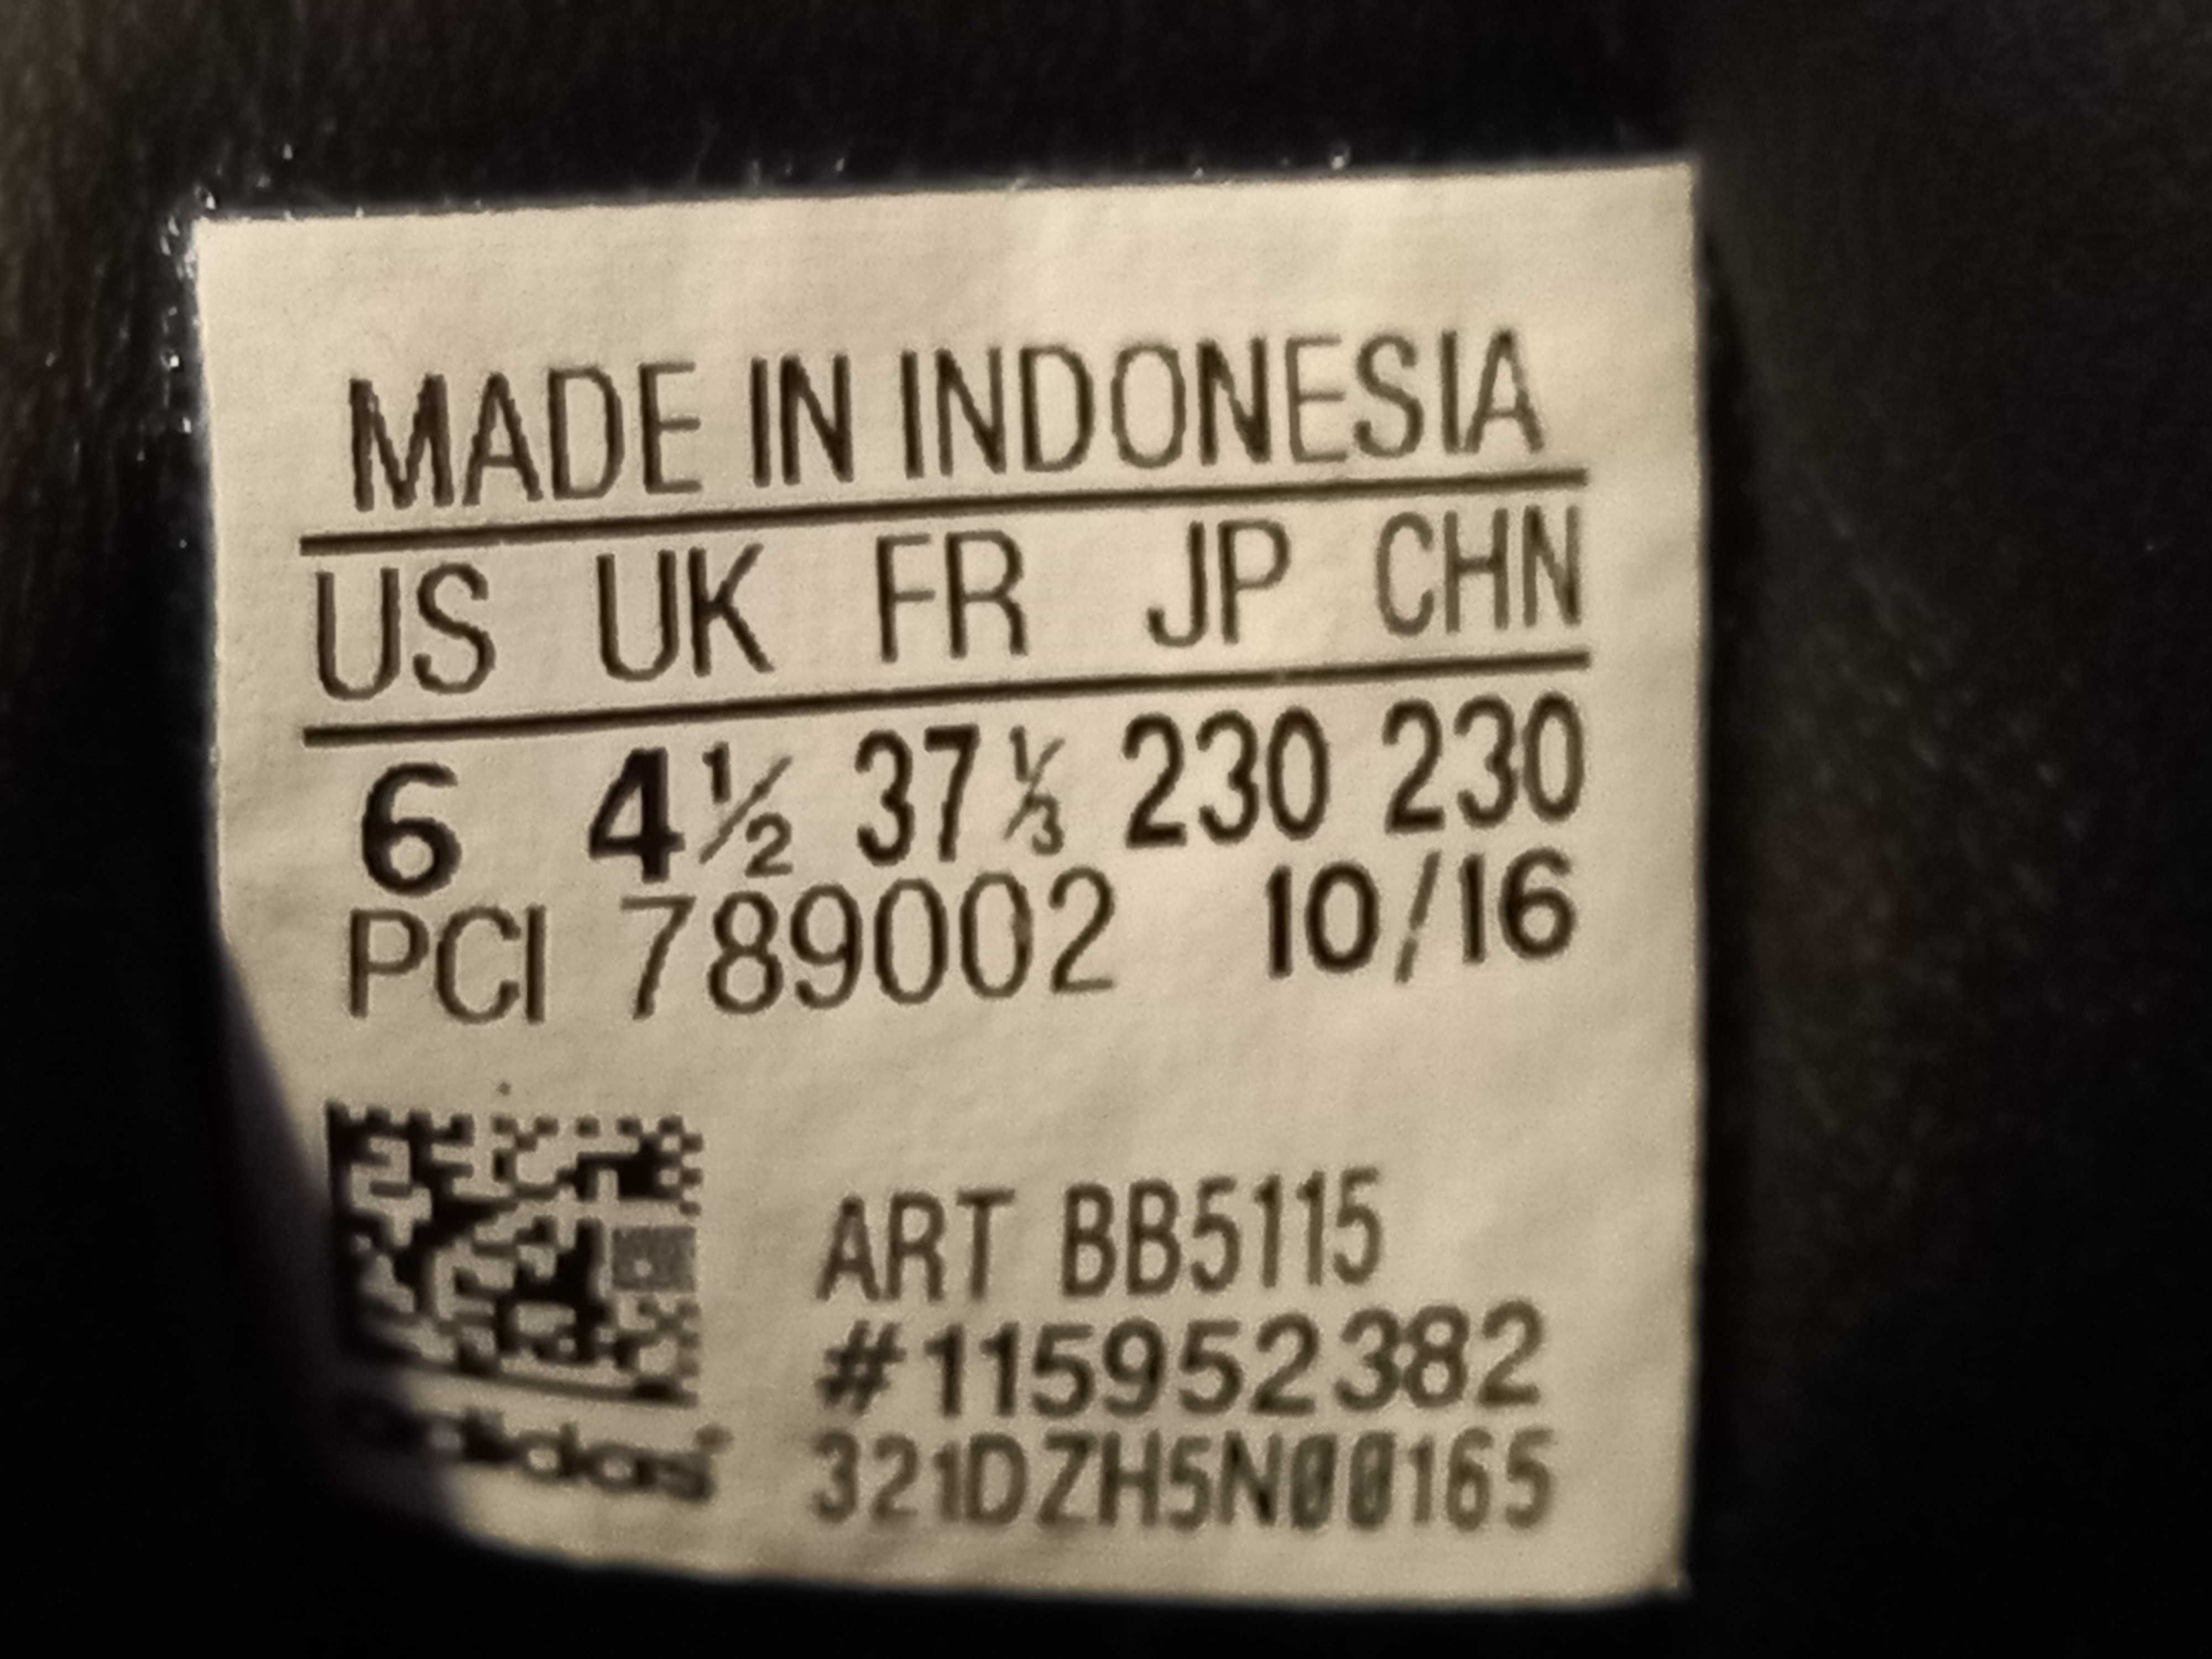 MADE IN INDONESIA
US UK FR JP CHN
6 4½ 37⅓ 230 230
PCI 789002 10/16
ART BB5115
#115952382
adidas
321DZH5N00165